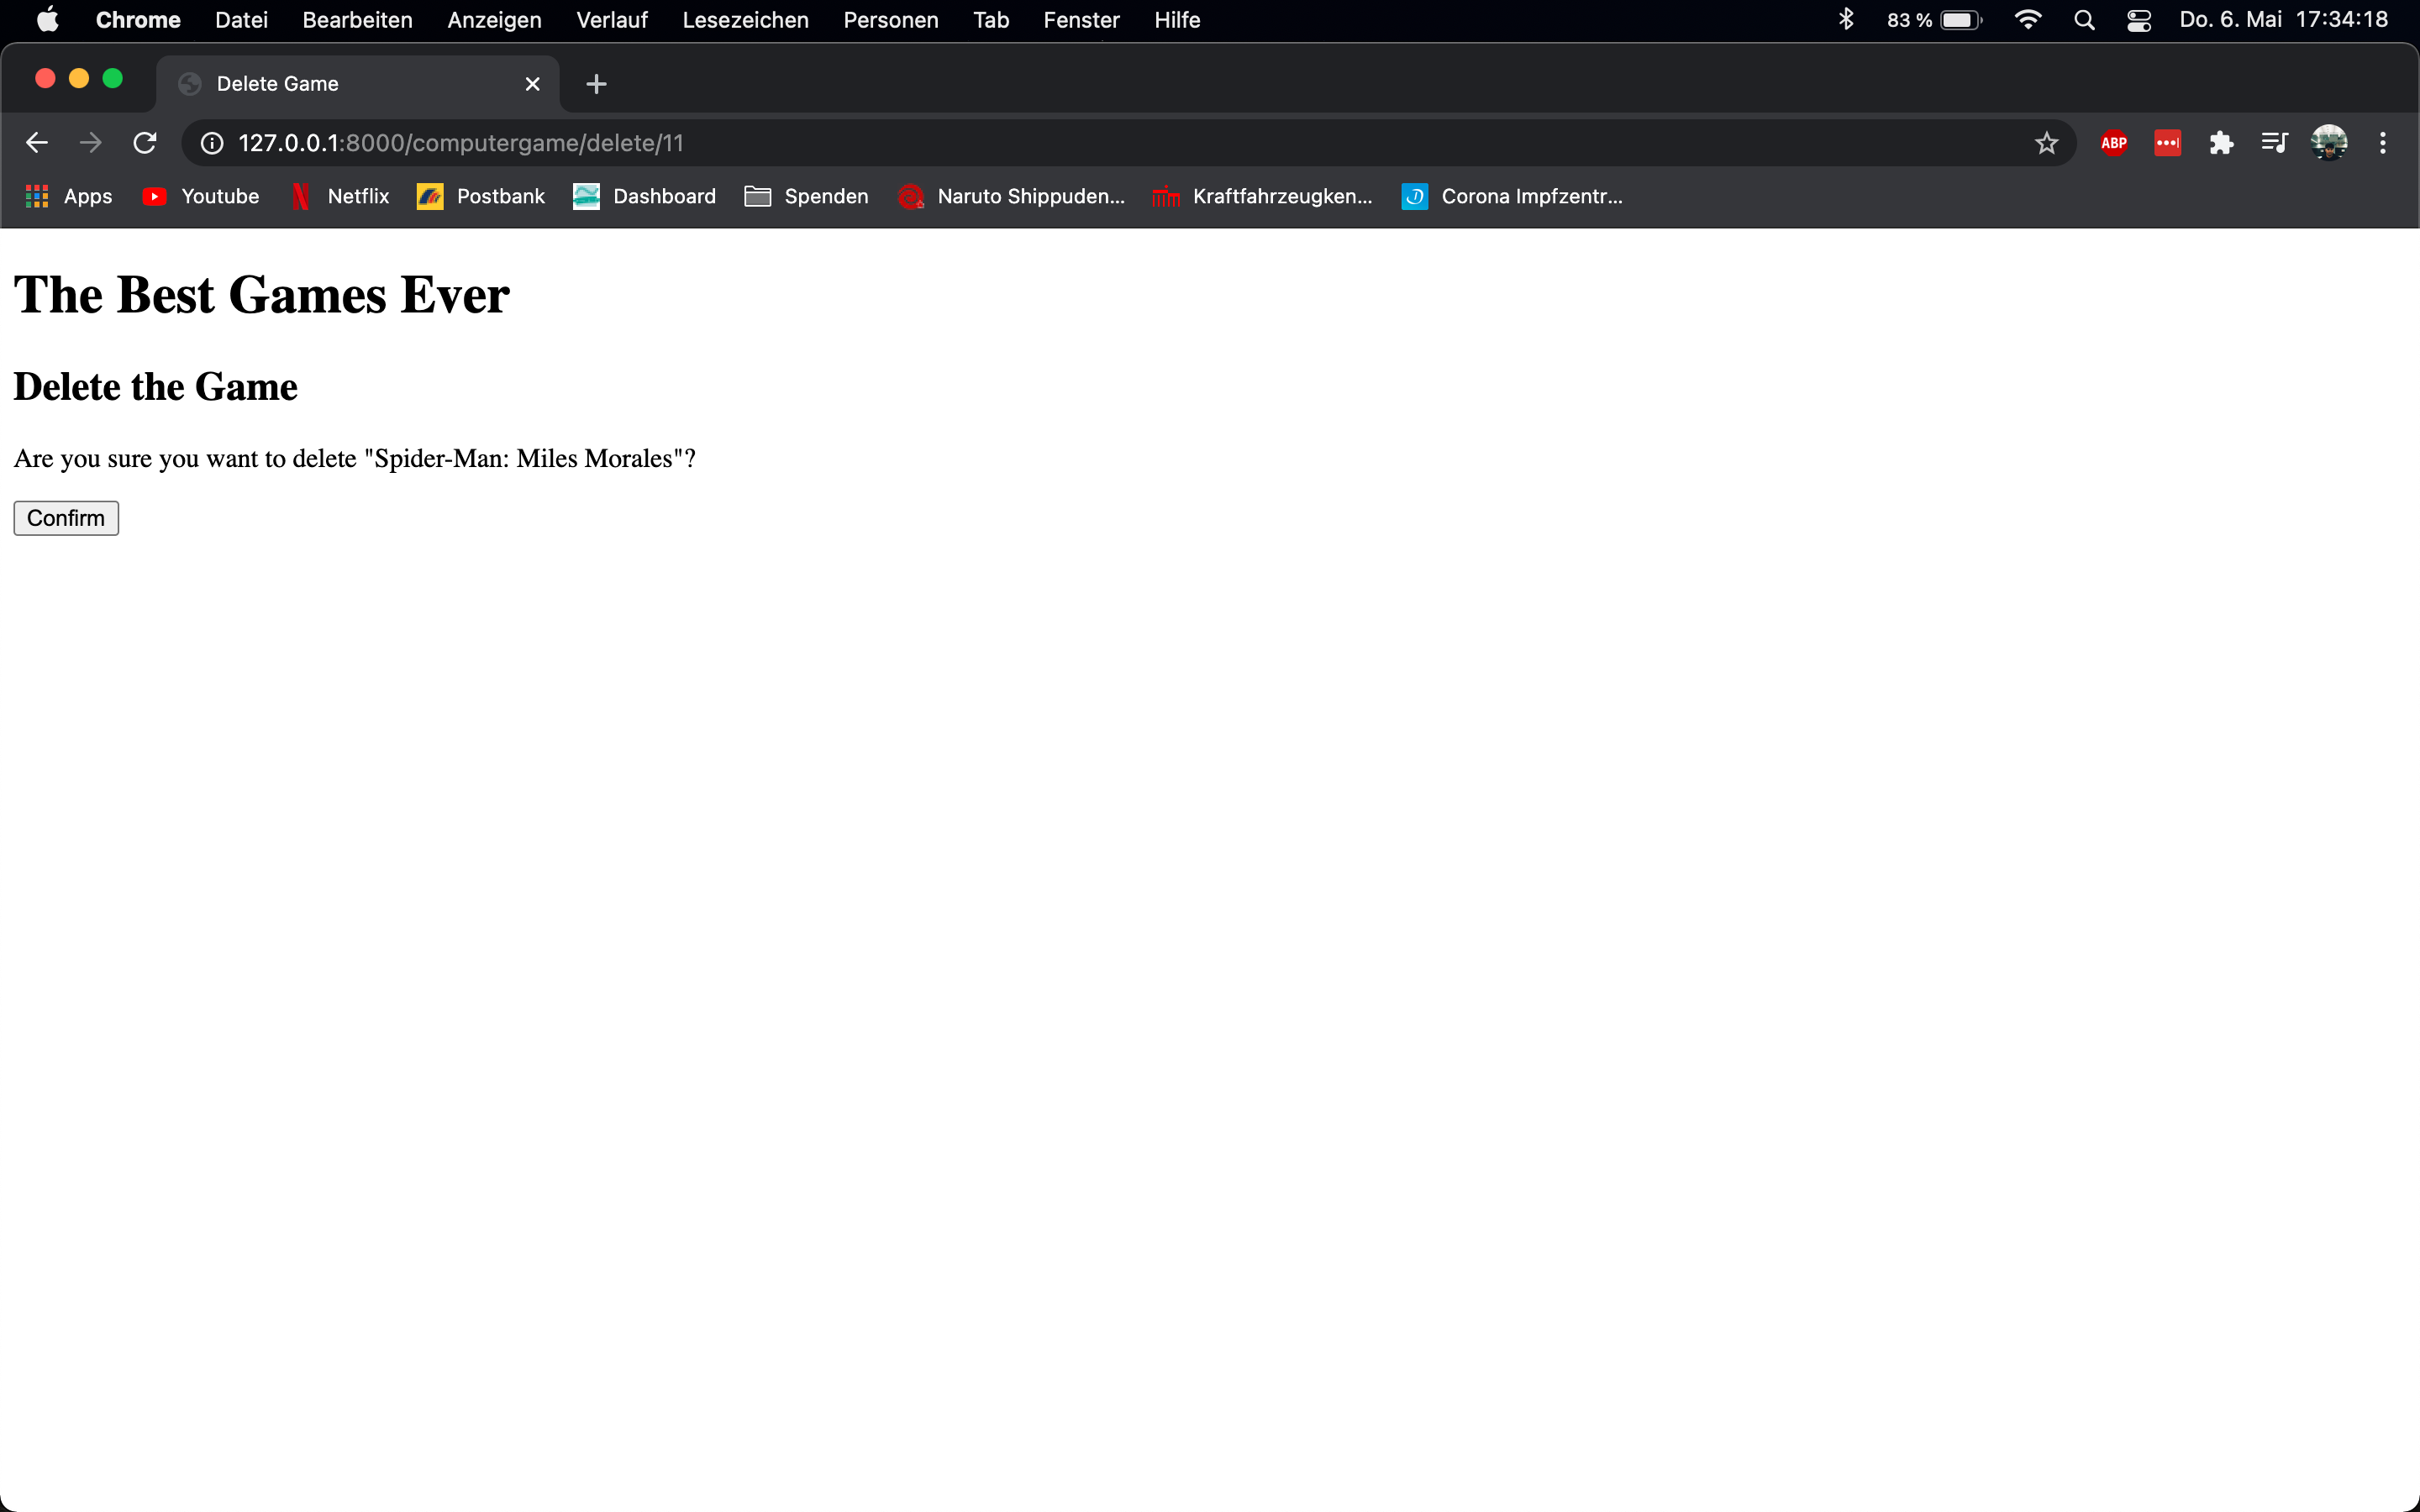 Chrome Datei Bearbeiten Anzeigen Verlauf Lesezeichen Personen Tab Fenster Hilfe 83 % Do. 6. Mai 17:34:18
Delete Game
127.0.0.1:8000/computergame/delete/11 ABP
Apps Youtube Netflix Postbank Dashboard Spenden Naruto Shippuden... Kraftfahrzeugken... Corona Impfzentr...
The Best Games Ever
Delete the Game
Are you sure you want to delete "Spider-Man: Miles Morales"?
Confirm